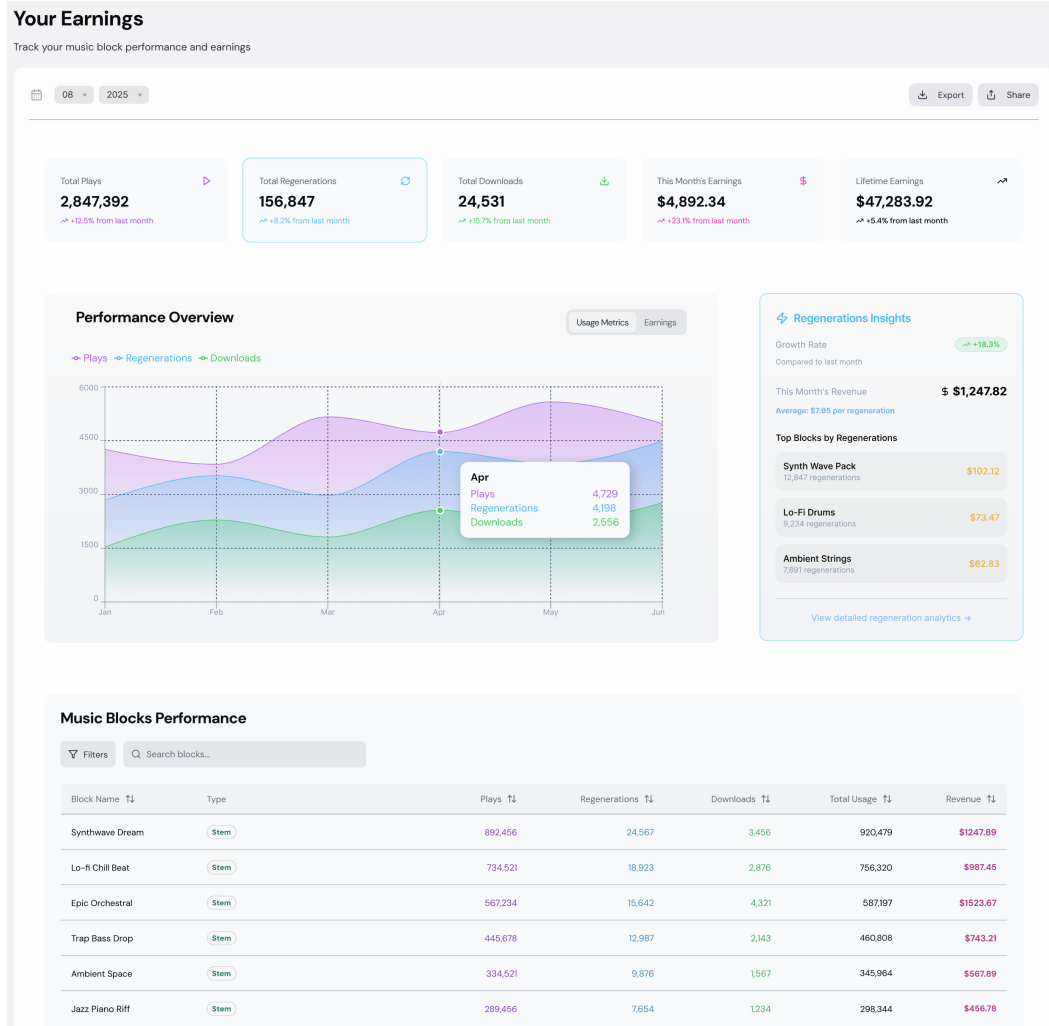 Your Earnings
Track your music block performance and earnings
08 2025 Export Share
Total Plays
2,847,392
+12.5% from last month
Total Regenerations
156,847
+8.2% from last month
Total Downloads
24,531
+15.7% from last month
This Month's Earnings
$4,892.34
+23.1% from last month
Lifetime Earnings
$47,283.92
+5.4% from last month
Performance Overview
Usage Metrics Earnings
Plays Regenerations Downloads
6000
4500
3000
1500
0
Jan Feb Mar Apr May Jun
Apr
Plays 4,729
Regenerations 4,198
Downloads 2,556
Regenerations Insights
Growth Rate +18.3%
Compared to last month
This Month's Revenue $ $1,247.82
Average: $7.95 per regeneration
Top Blocks by Regenerations
Synth Wave Pack
12,847 regenerations
$102.12
Lo-Fi Drums
9,234 regenerations
$73.47
Ambient Strings
7,891 regenerations
$62.83
View detailed regeneration analytics →
Music Blocks Performance
Filters Search blocks...
Block Name Type Plays Regenerations Downloads Total Usage Revenue
Synthwave Dream Stem 892,456 24,567 3,456 920,479 $1247.89
Lo-fi Chill Beat Stem 734,521 18,923 2,876 756,320 $987.45
Epic Orchestral Stem 567,234 15,642 4,321 587,197 $1523.67
Trap Bass Drop Stem 445,678 12,987 2,143 460,808 $743.21
Ambient Space Stem 334,521 9,876 1,567 345,964 $567.89
Jazz Piano Riff Stem 289,456 7,654 1,234 298,344 $456.78